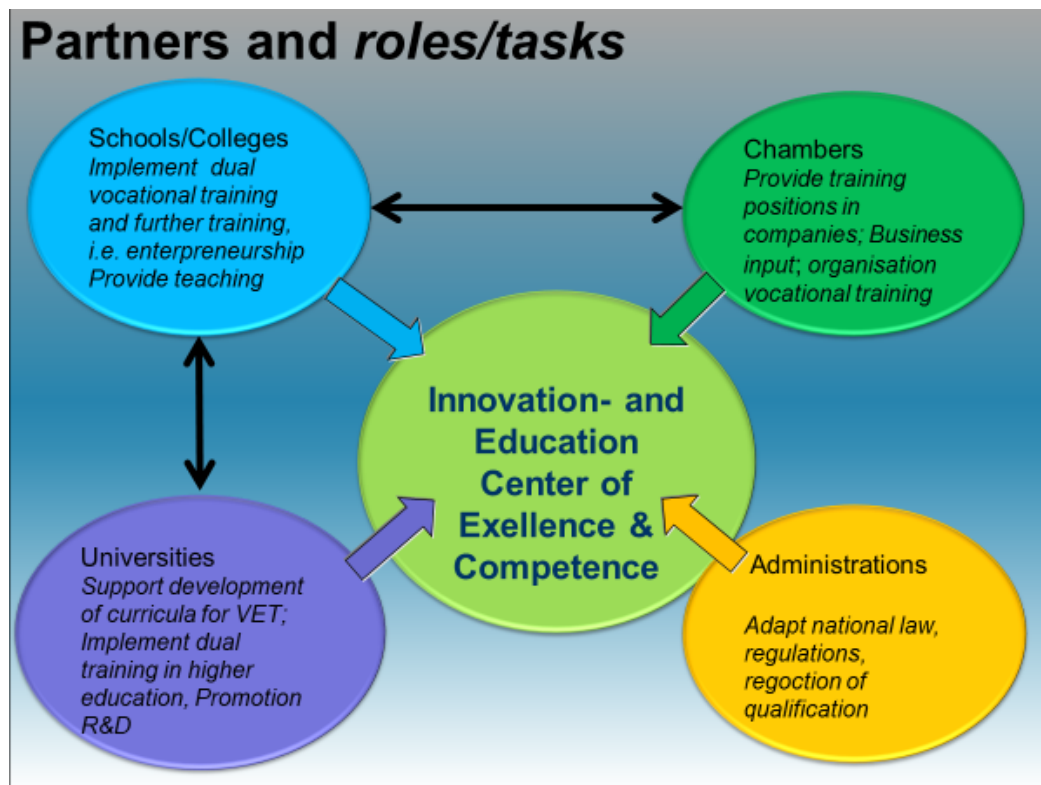 Partners and roles/tasks
Schools/Colleges
Implement dual
vocational training
and further training,
i.e. enterpreneurship
Provide teaching
Chambers
Provide training
positions in
companies; Business
input; organisation
vocational training
Innovation- and
Education
Center of
Exellence &
Competence
Universities
Support development
of curricula for VET;
Implement dual
training in higher
education, Promotion
R&D
Administrations
Adapt national law,
regulations,
regoction of
qualification